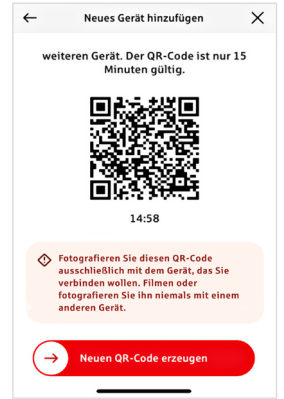 Neues Gerät hinzufügen
weiteren Gerät. Der QR-Code ist nur 15
Minuten gültig.
14:58
Fotografieren Sie diesen QR-Code
ausschließlich mit dem Gerät, das Sie
verbinden wollen. Filmen oder
fotografieren Sie ihn niemals mit einem
anderen Gerät.
Neuen QR-Code erzeugen